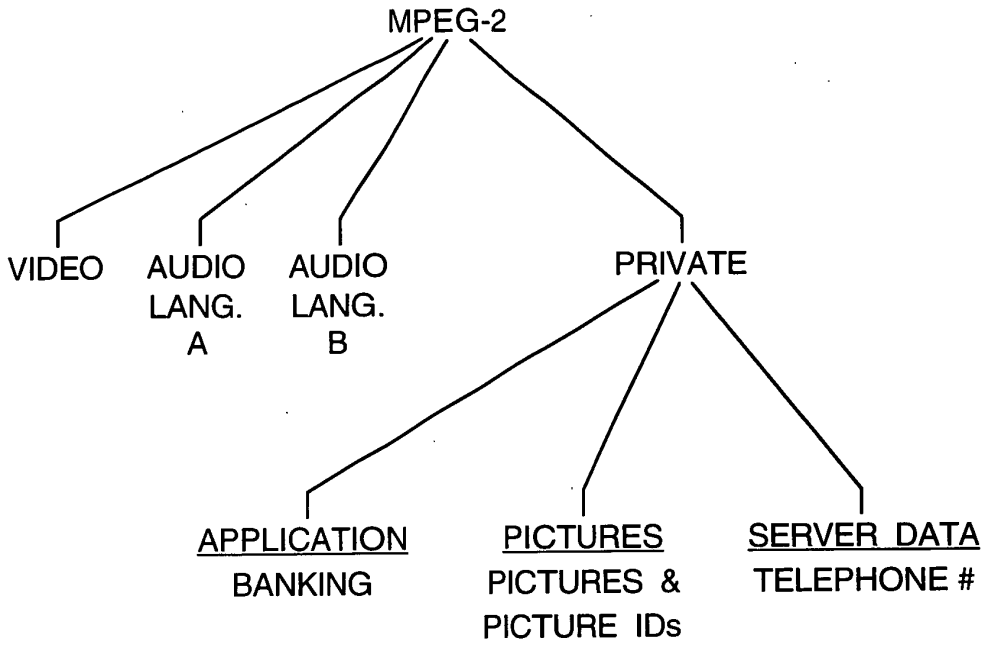 MPEG-2
VIDEO
AUDIO
LANG.
A
AUDIO
LANG.
B
PRIVATE
APPLICATION
BANKING
PICTURES
PICTURES &
PICTURE IDs
SERVER DATA
TELEPHONE #